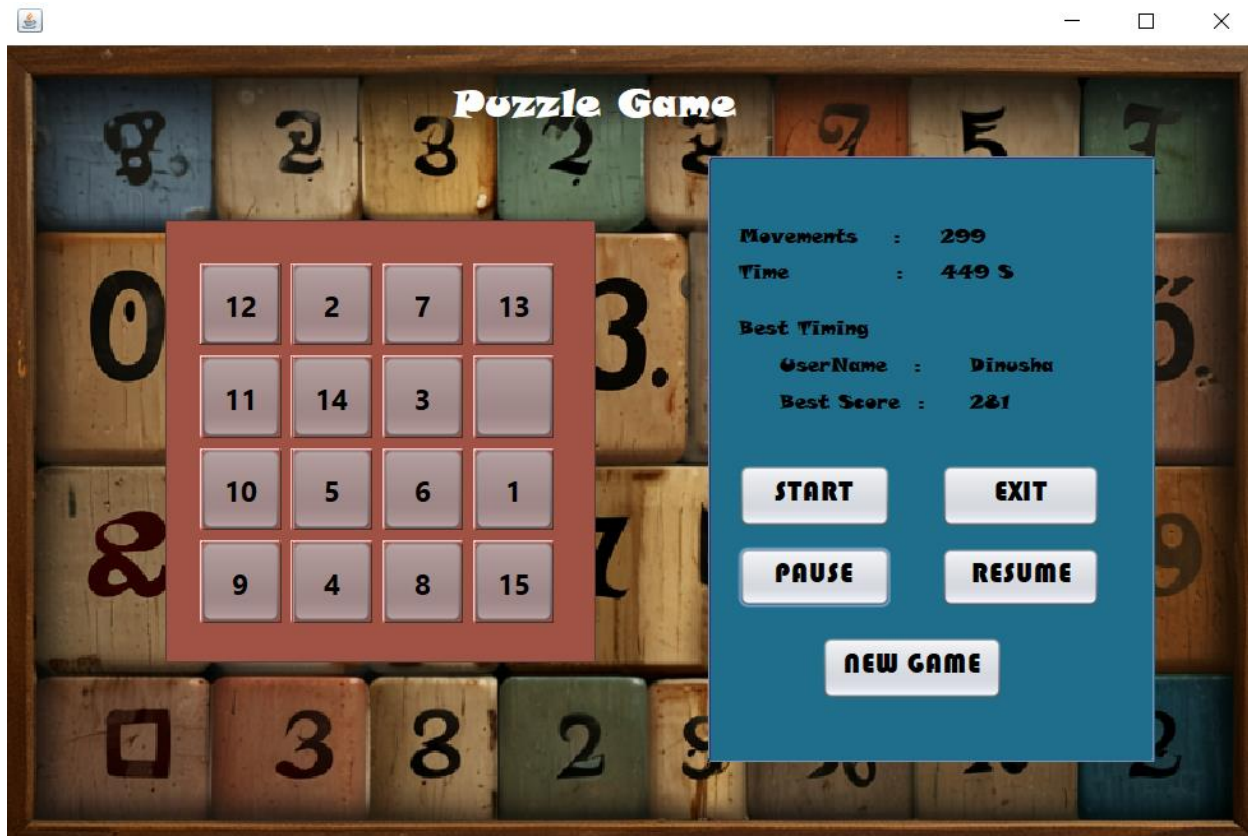 Puzzle Game
Movements : 299
Time : 449 S
Best Timing
UserName : Dinusha
Best Score : 281
12 2 7 13
11 14 3
10 5 6 1
9 4 8 15
START EXIT
PAUSE RESUME
NEW GAME